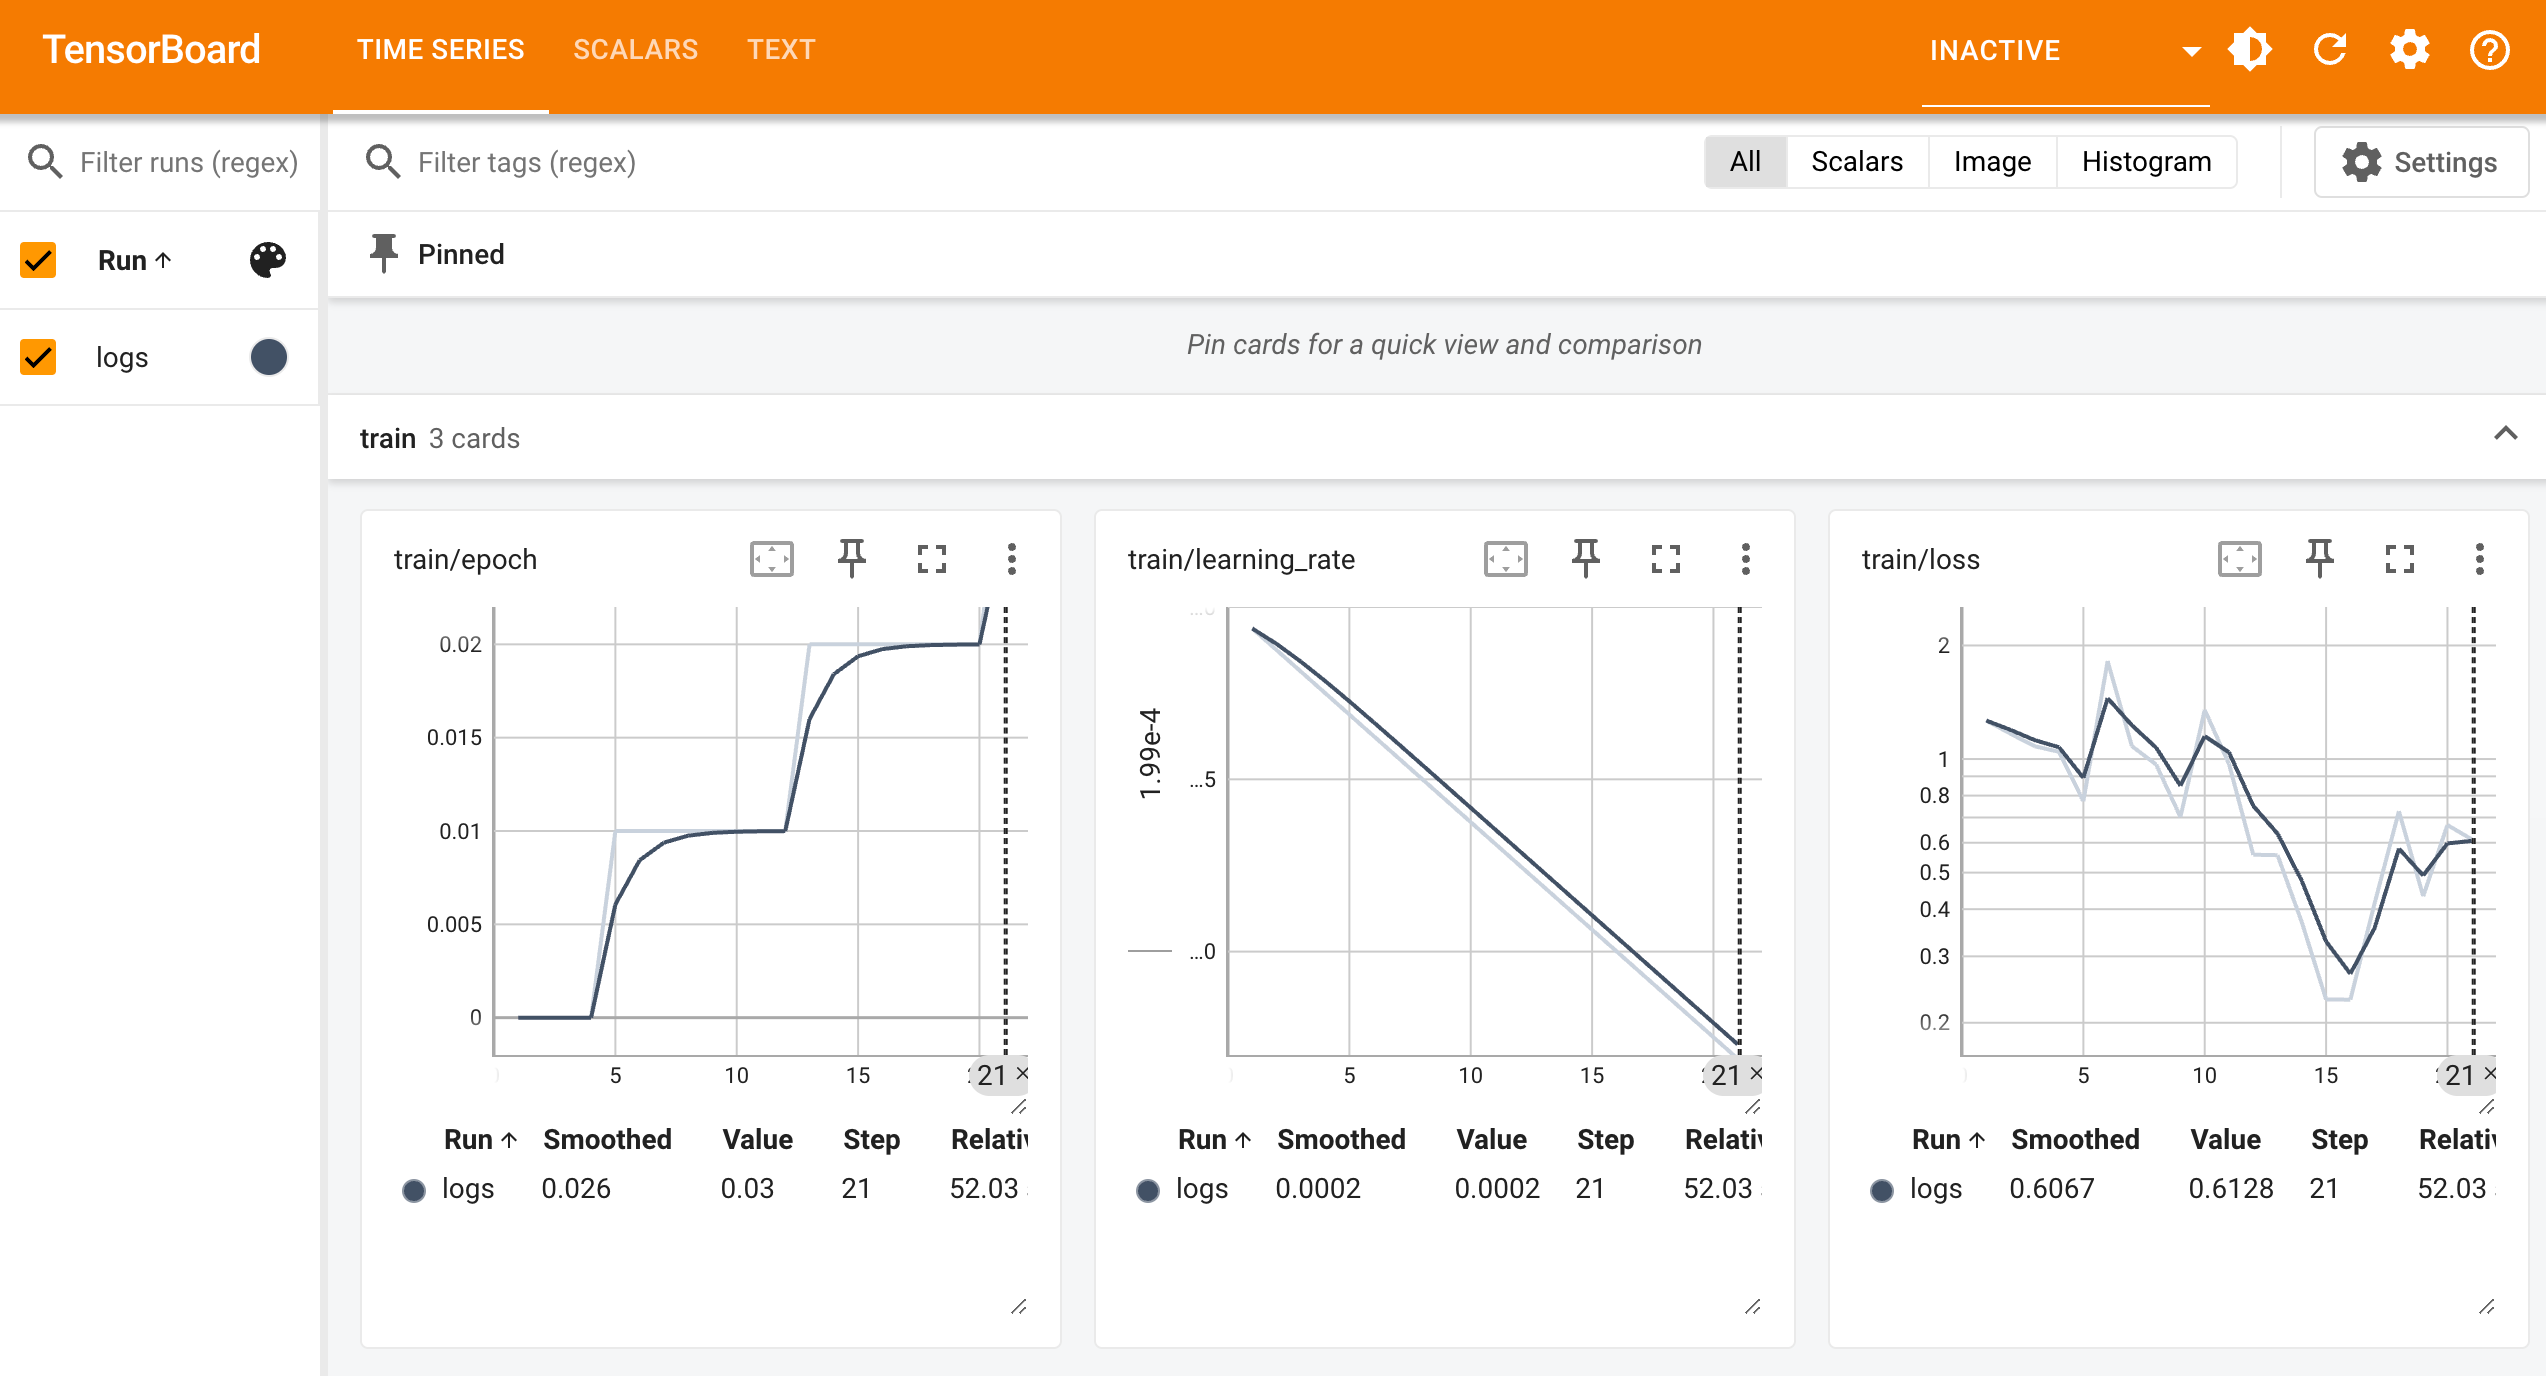 TensorBoard TIME SERIES SCALARS TEXT INACTIVE
Filter runs (regex) Filter tags (regex) All Scalars Image Histogram Settings
Run Pinned
logs
Pin cards for a quick view and comparison
train 3 cards
train/epoch
0.02
0.015
0.01
0.005
0
5 10 15 21
Run Smoothed Value Step Relativ
logs 0.026 0.03 21 52.03
train/learning_rate
1.99e-4
...5
...0
5 10 15 21
Run Smoothed Value Step Relativ
logs 0.0002 0.0002 21 52.03
train/loss
2
1
0.8
0.6
0.5
0.4
0.3
0.2
5 10 15 21
Run Smoothed Value Step Relativ
logs 0.6067 0.6128 21 52.03